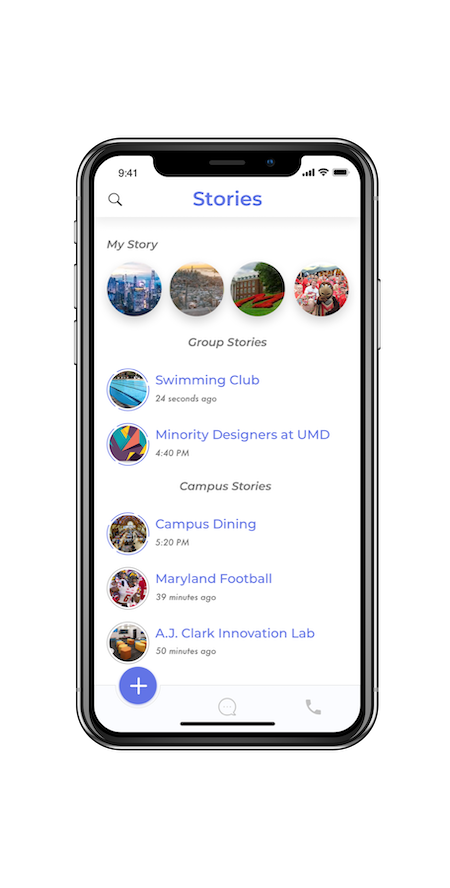 9:41
Stories
My Story
Group Stories
Swimming Club
24 seconds ago
Minority Designers at UMD
4:40 PM
Campus Stories
Campus Dining
5:20 PM
Maryland Football
39 minutes ago
A.J. Clark Innovation Lab
50 minutes ago